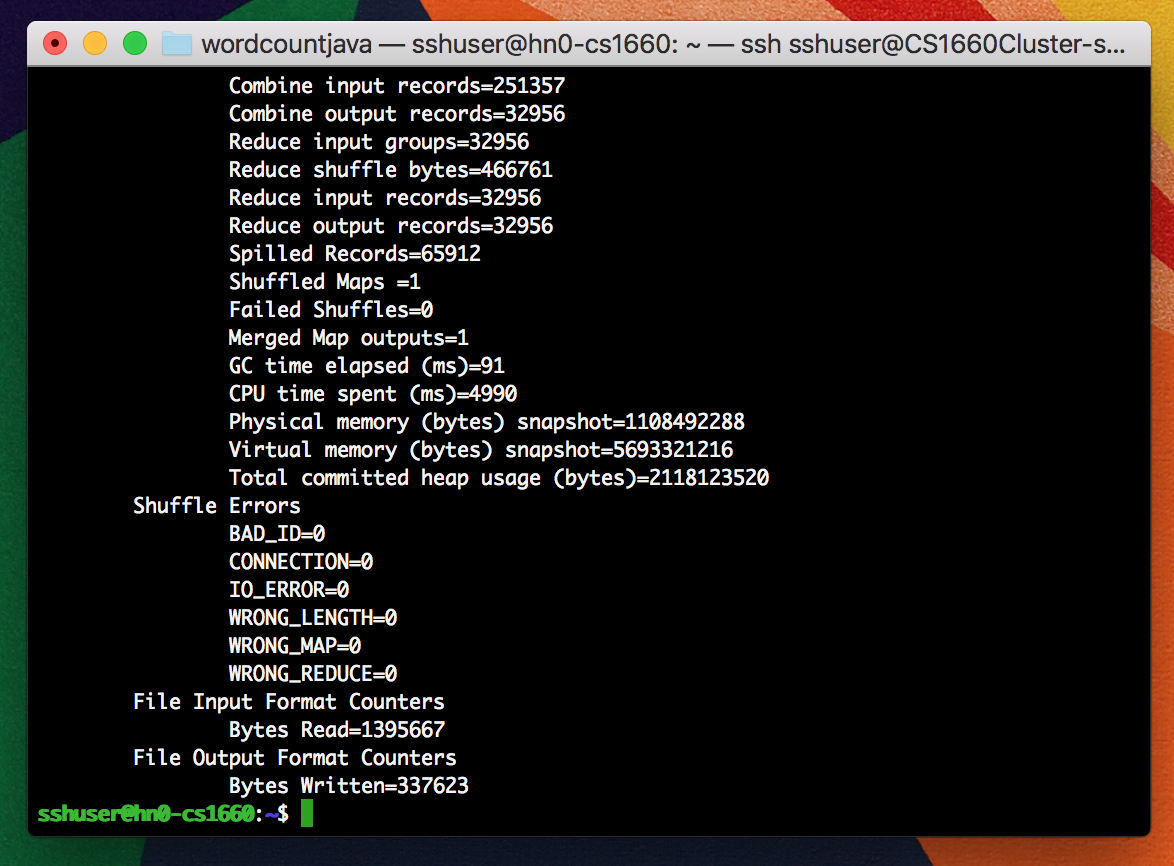 wordcountjava — sshuser@hn0-cs1660: ~ — ssh sshuser@CS1660Cluster-s...
Combine input records=251357
Combine output records=32956
Reduce input groups=32956
Reduce shuffle bytes=466761
Reduce input records=32956
Reduce output records=32956
Spilled Records=65912
Shuffled Maps =1
Failed Shuffles=0
Merged Map outputs=1
GC time elapsed (ms)=91
CPU time spent (ms)=4990
Physical memory (bytes) snapshot=1108492288
Virtual memory (bytes) snapshot=5693321216
Total committed heap usage (bytes)=2118123520
Shuffle Errors
BAD_ID=0
CONNECTION=0
IO_ERROR=0
WRONG_LENGTH=0
WRONG_MAP=0
WRONG_REDUCE=0
File Input Format Counters
Bytes Read=1395667
File Output Format Counters
Bytes Written=337623
sshuser@hn0-cs1660:~$